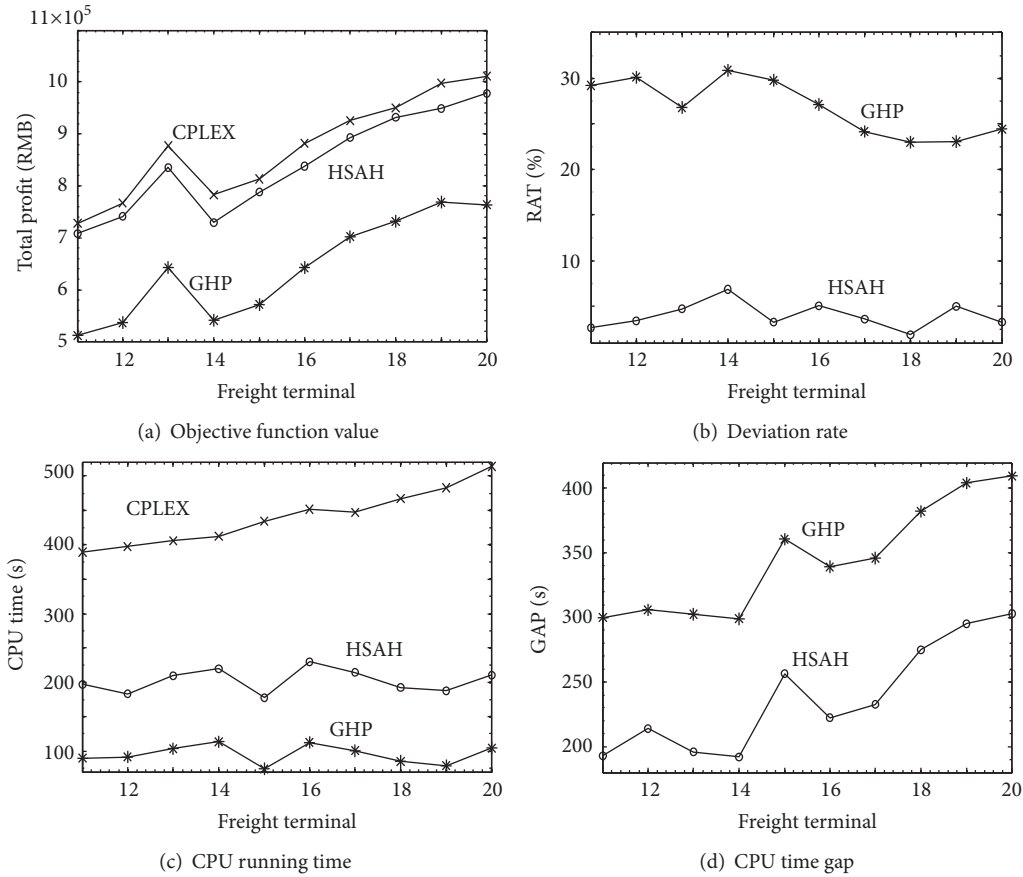 11×10⁵
10
9
8
7
6
5
Total profit (RMB)
CPLEX
HSAH
GHP
12 14 16 18 20
Freight terminal
(a) Objective function value
30
20
10
RAT (%)
GHP
HSAH
12 14 16 18 20
Freight terminal
(b) Deviation rate
500
400
300
200
100
CPU time (s)
CPLEX
HSAH
GHP
12 14 16 18 20
Freight terminal
(c) CPU running time
400
350
300
250
200
GAP (s)
GHP
HSAH
12 14 16 18 20
Freight terminal
(d) CPU time gap